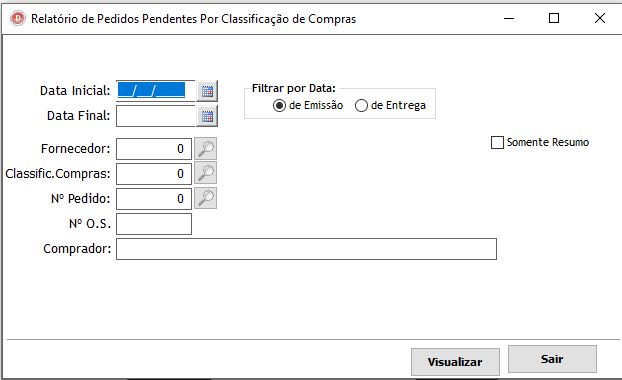 D Relatório de Pedidos Pendentes Por Classificação de Compras
Data Inicial: __/__/____
Filtrar por Data:
de Emissão de Entrega
Data Final:
Fornecedor: 0
Somente Resumo
Classific.Compras: 0
Nº Pedido: 0
Nº O.S.
Comprador:
Visualizar Sair